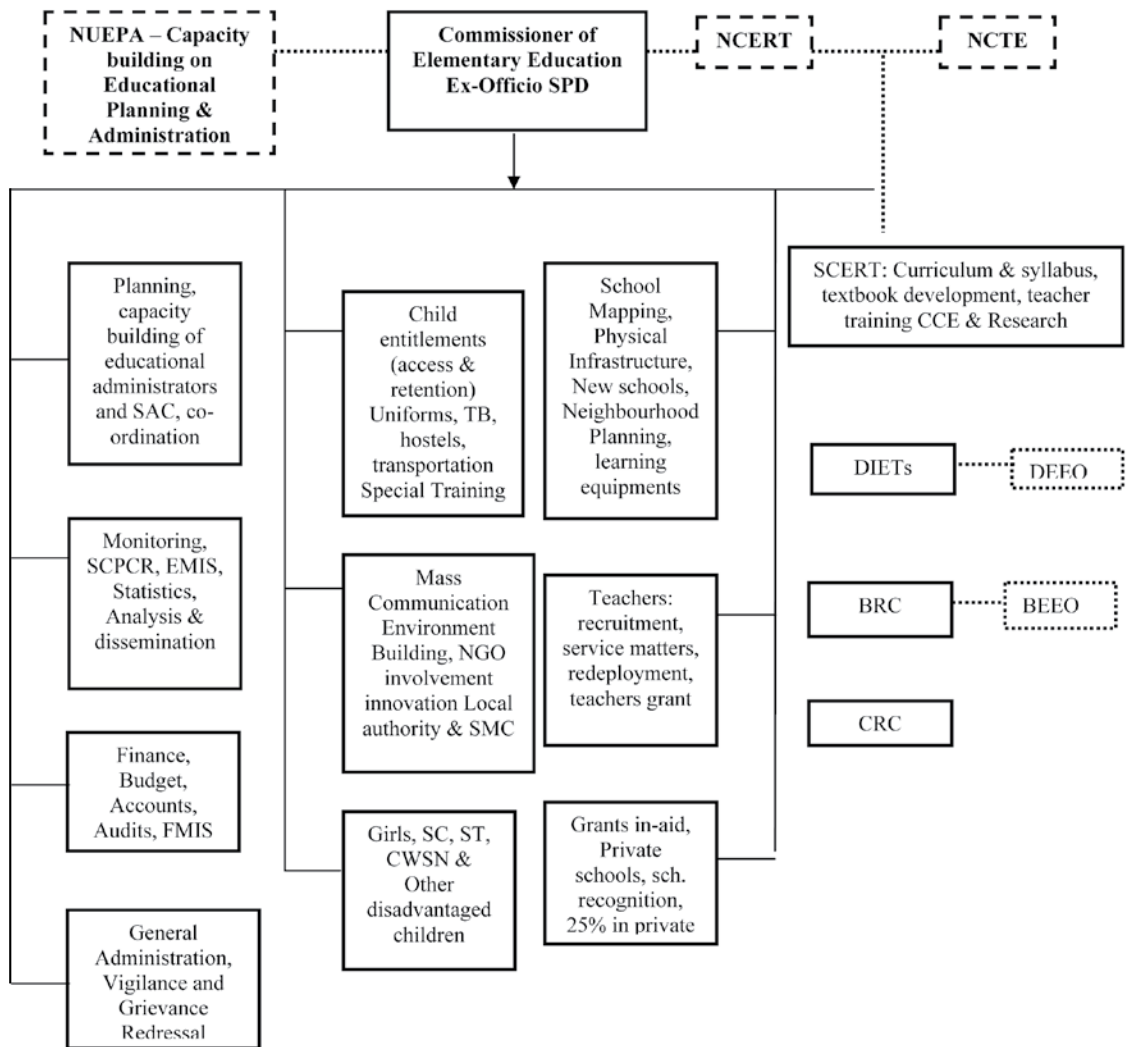 NUEPA – Capacity
building on
Educational
Planning &
Administration
Commissioner of
Elementary Education
Ex-Officio SPD
NCERT
NCTE
Planning,
capacity
building of
educational
administrators
and SAC, co-
ordination
Child
entitlements
(access &
retention)
Uniforms, TB,
hostels,
transportation
Special Training
School
Mapping,
Physical
Infrastructure,
New schools,
Neighbourhood
Planning,
learning
equipments
SCERT: Curriculum & syllabus,
textbook development, teacher
training CCE & Research
DIETs
DEEO
Monitoring,
SCPCR, EMIS,
Statistics,
Analysis &
dissemination
Mass
Communication
Environment
Building, NGO
involvement
innovation Local
authority & SMC
Teachers:
recruitment,
service matters,
redeployment,
teachers grant
BRC
BEEO
CRC
Finance,
Budget,
Accounts,
Audits, FMIS
Girls, SC, ST,
CWSN &
Other
disadvantaged
children
Grants in-aid,
Private
schools, sch.
recognition,
25% in private
General
Administration,
Vigilance and
Grievance
Redressal